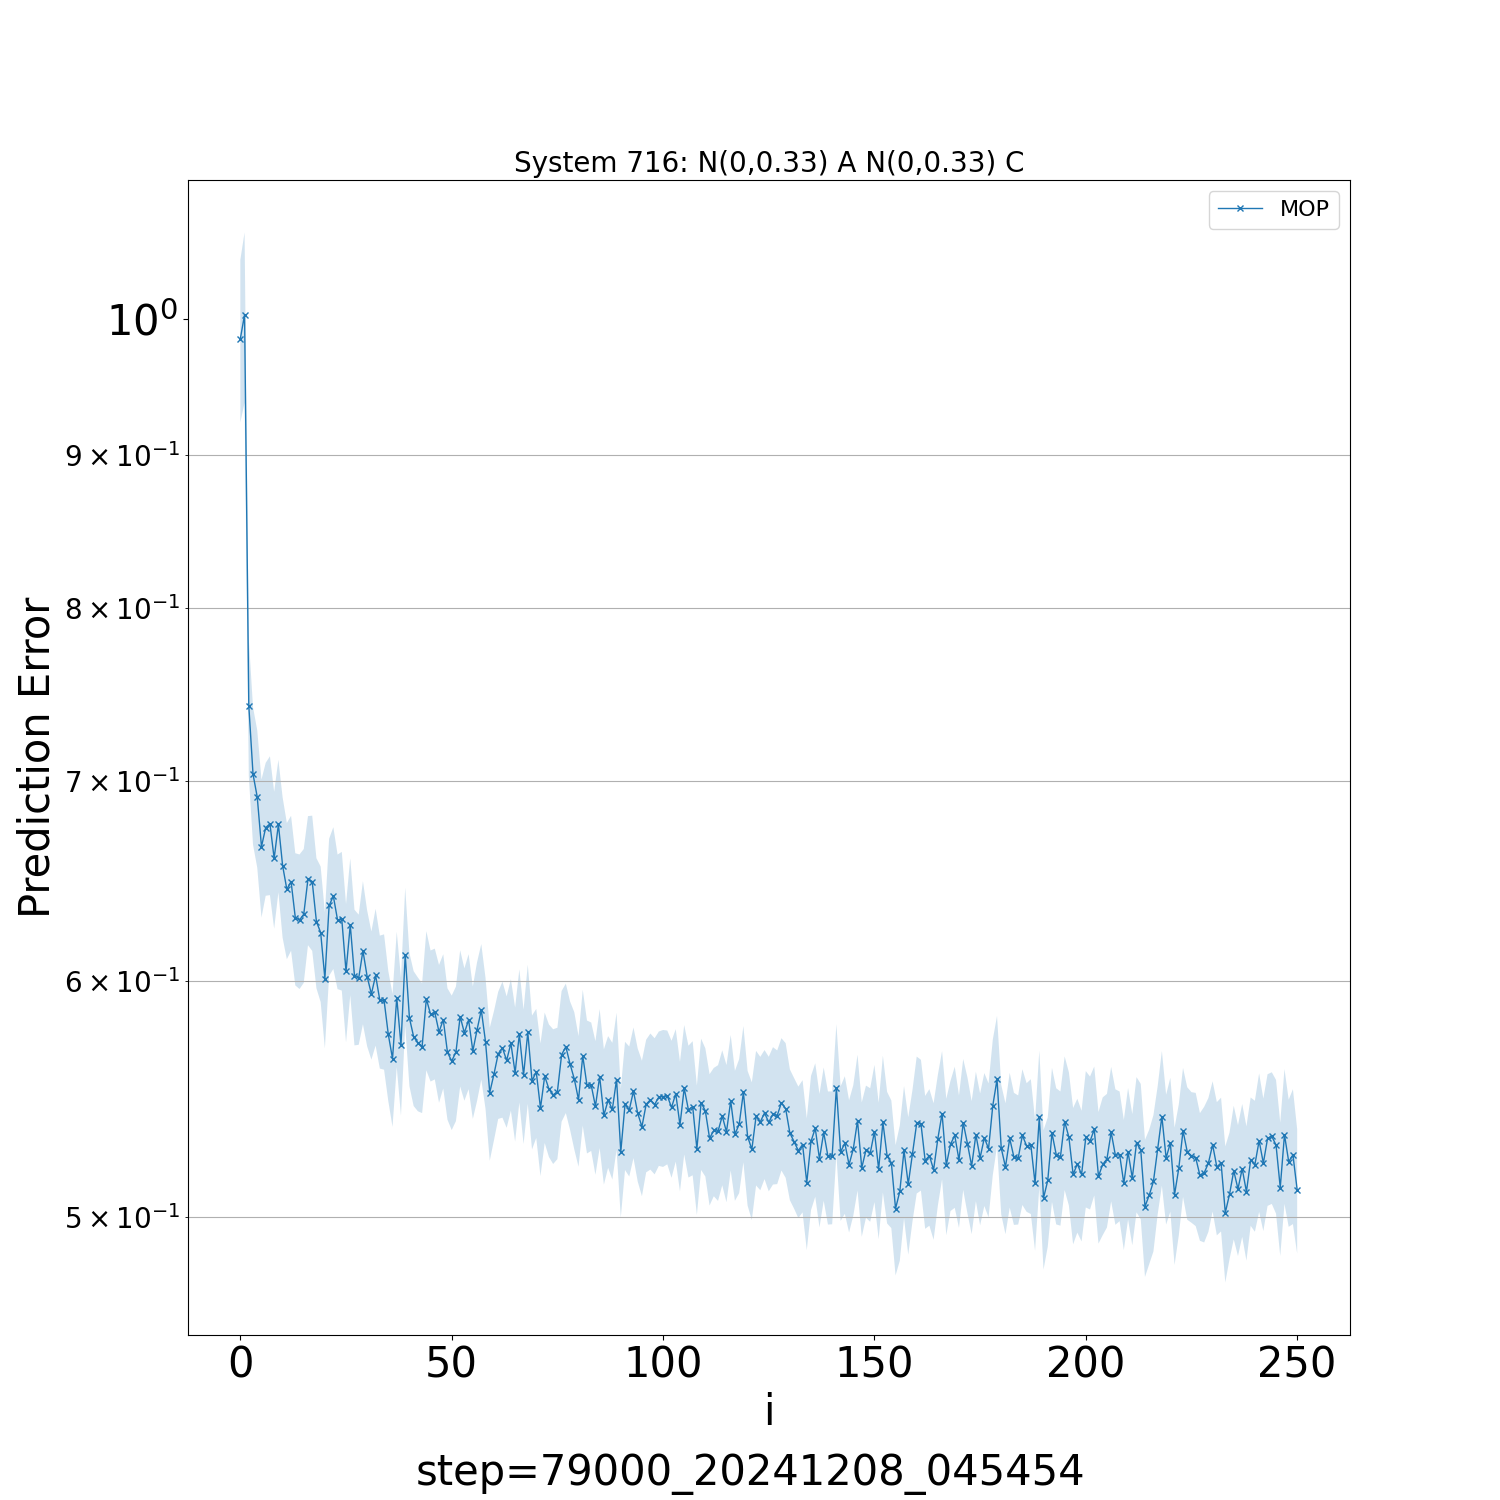 System 716: N(0,0.33) A N(0,0.33) C
MOP
10⁰
9 × 10⁻¹
8 × 10⁻¹
7 × 10⁻¹
6 × 10⁻¹
5 × 10⁻¹
Prediction Error
0 50 100 150 200 250
i
step=79000_20241208_045454